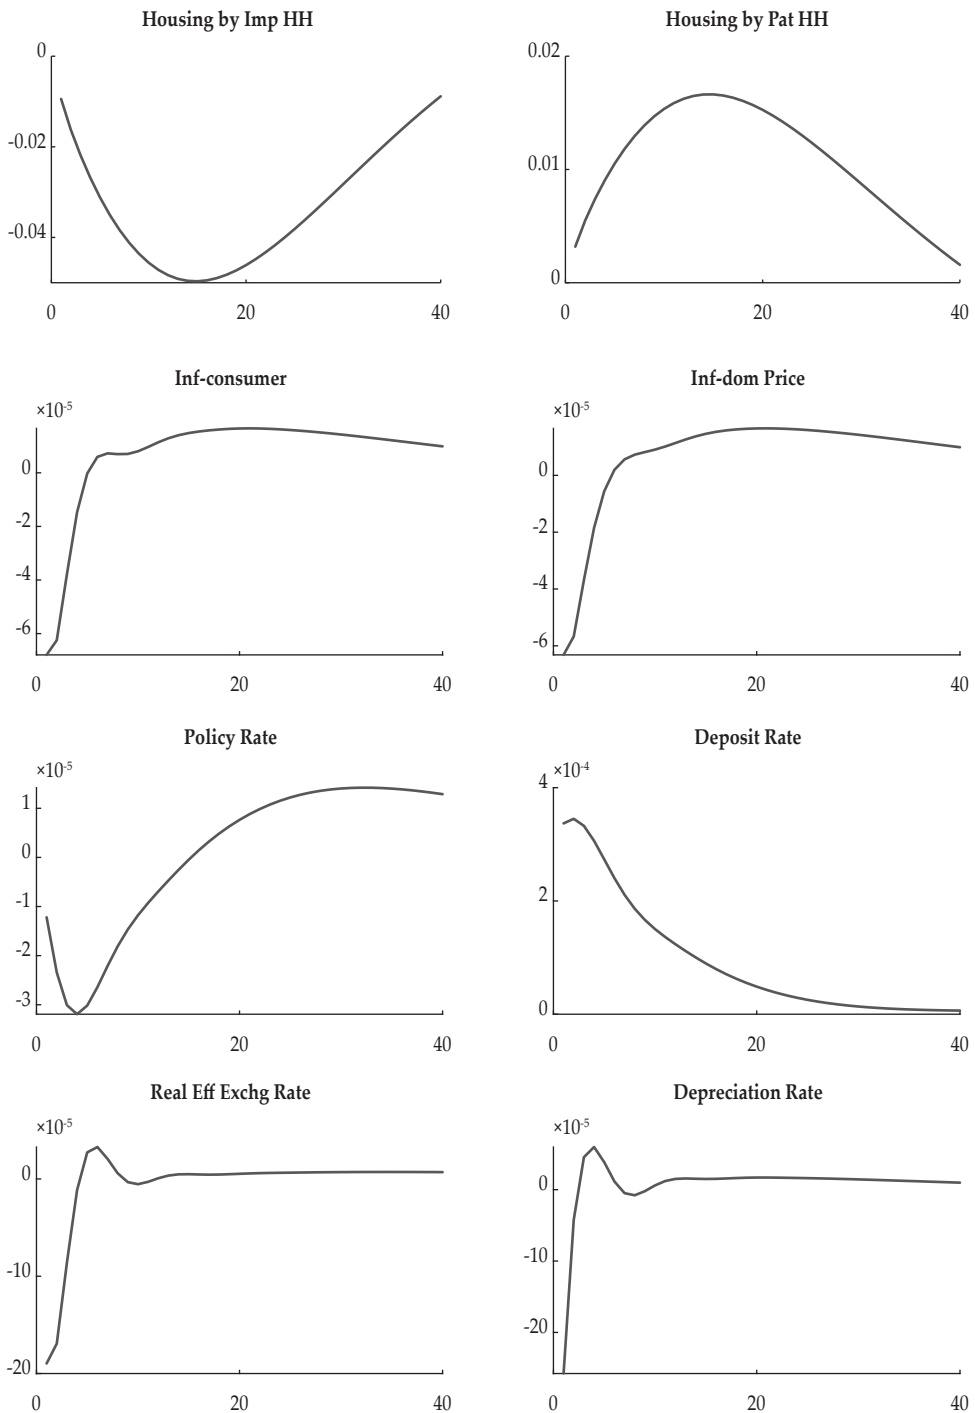 Housing by Imp HH
0
-0.02
-0.04
0 20 40
Housing by Pat HH
0.02
0.01
0
0 20 40
Inf-consumer
×10-5
0
-2
-4
-6
0 20 40
Inf-dom Price
×10-5
0
-2
-4
-6
0 20 40
Policy Rate
×10-5
1
0
-1
-2
-3
0 20 40
Deposit Rate
4 ×10-4
2
0
0 20 40
Real Eff Exchg Rate
×10-5
0
-10
-20
0 20 40
Depreciation Rate
×10-5
0
-10
-20
0 20 40